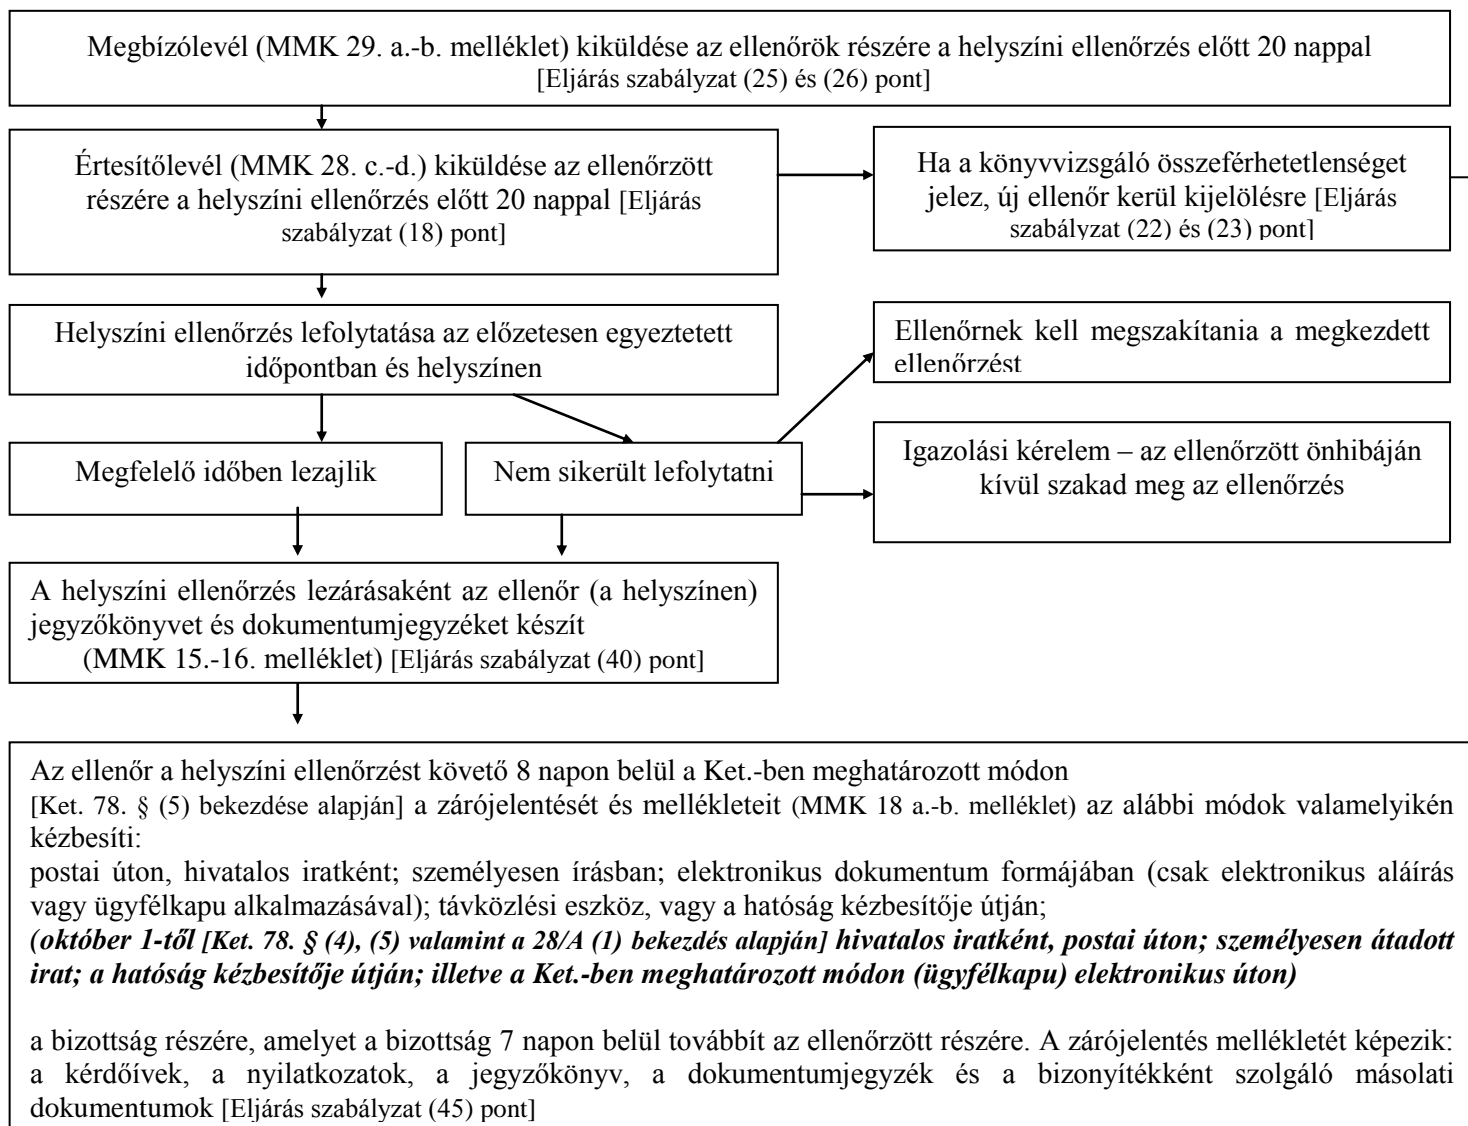 Megbízólevél (MMK 29. a.-b. melléklet) kiküldése az ellenőrök részére a helyszíni ellenőrzés előtt 20 nappal
[Eljárás szabályzat (25) és (26) pont]
Értesítőlevél (MMK 28. c.-d.) kiküldése az ellenőrzött
részére a helyszíni ellenőrzés előtt 20 nappal [Eljárás
szabályzat (18) pont]
Ha a könyvvizsgáló összeférhetetlenséget
jelez, új ellenőr kerül kijelölésre [Eljárás
szabályzat (22) és (23) pont]
Helyszíni ellenőrzés lefolytatása az előzetesen egyeztetett
időpontban és helyszínen
Ellenőrnek kell megszakítania a megkezdett
ellenőrzést
Megfelelő időben lezajlik
Nem sikerült lefolytatni
Igazolási kérelem – az ellenőrzött önhibáján
kívül szakad meg az ellenőrzés
A helyszíni ellenőrzés lezárásaként az ellenőr (a helyszínen)
jegyzőkönyvet és dokumentumjegyzéket készít
(MMK 15.-16. melléklet) [Eljárás szabályzat (40) pont]
Az ellenőr a helyszíni ellenőrzést követő 8 napon belül a Ket.-ben meghatározott módon
[Ket. 78. § (5) bekezdése alapján] a zárójelentését és mellékleteit (MMK 18 a.-b. melléklet) az alábbi módok valamelyikén
kézbesíti:
postai úton, hivatalos iratként; személyesen írásban; elektronikus dokumentum formájában (csak elektronikus aláírás
vagy ügyfélkapu alkalmazásával); távközlési eszköz, vagy a hatóság kézbesítője útján;
(október 1-től [Ket. 78. § (4), (5) valamint a 28/A (1) bekezdés alapján] hivatalos iratként, postai úton; személyesen átadott
irat; a hatóság kézbesítője útján; illetve a Ket.-ben meghatározott módon (ügyfélkapu) elektronikus úton)
a bizottság részére, amelyet a bizottság 7 napon belül továbbít az ellenőrzött részére. A zárójelentés mellékletét képezik:
a kérdőívek, a nyilatkozatok, a jegyzőkönyv, a dokumentumjegyzék és a bizonyítékként szolgáló másolati
dokumentumok [Eljárás szabályzat (45) pont]